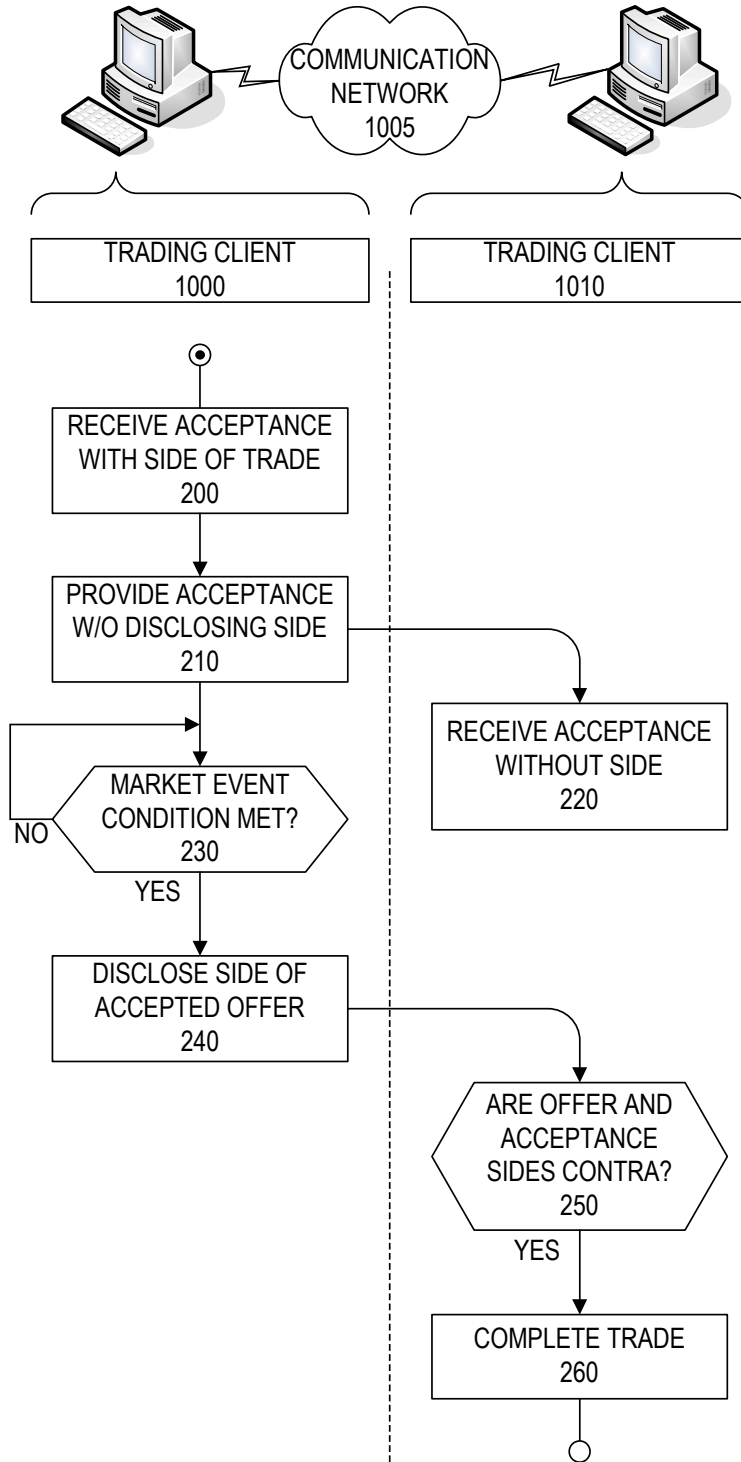 COMMUNICATION
NETWORK
1005
TRADING CLIENT
1000
TRADING CLIENT
1010
RECEIVE ACCEPTANCE
WITH SIDE OF TRADE
200
PROVIDE ACCEPTANCE
W/O DISCLOSING SIDE
210
RECEIVE ACCEPTANCE
WITHOUT SIDE
220
MARKET EVENT
CONDITION MET?
230
NO
YES
DISCLOSE SIDE OF
ACCEPTED OFFER
240
ARE OFFER AND
ACCEPTANCE
SIDES CONTRA?
250
YES
COMPLETE TRADE
260